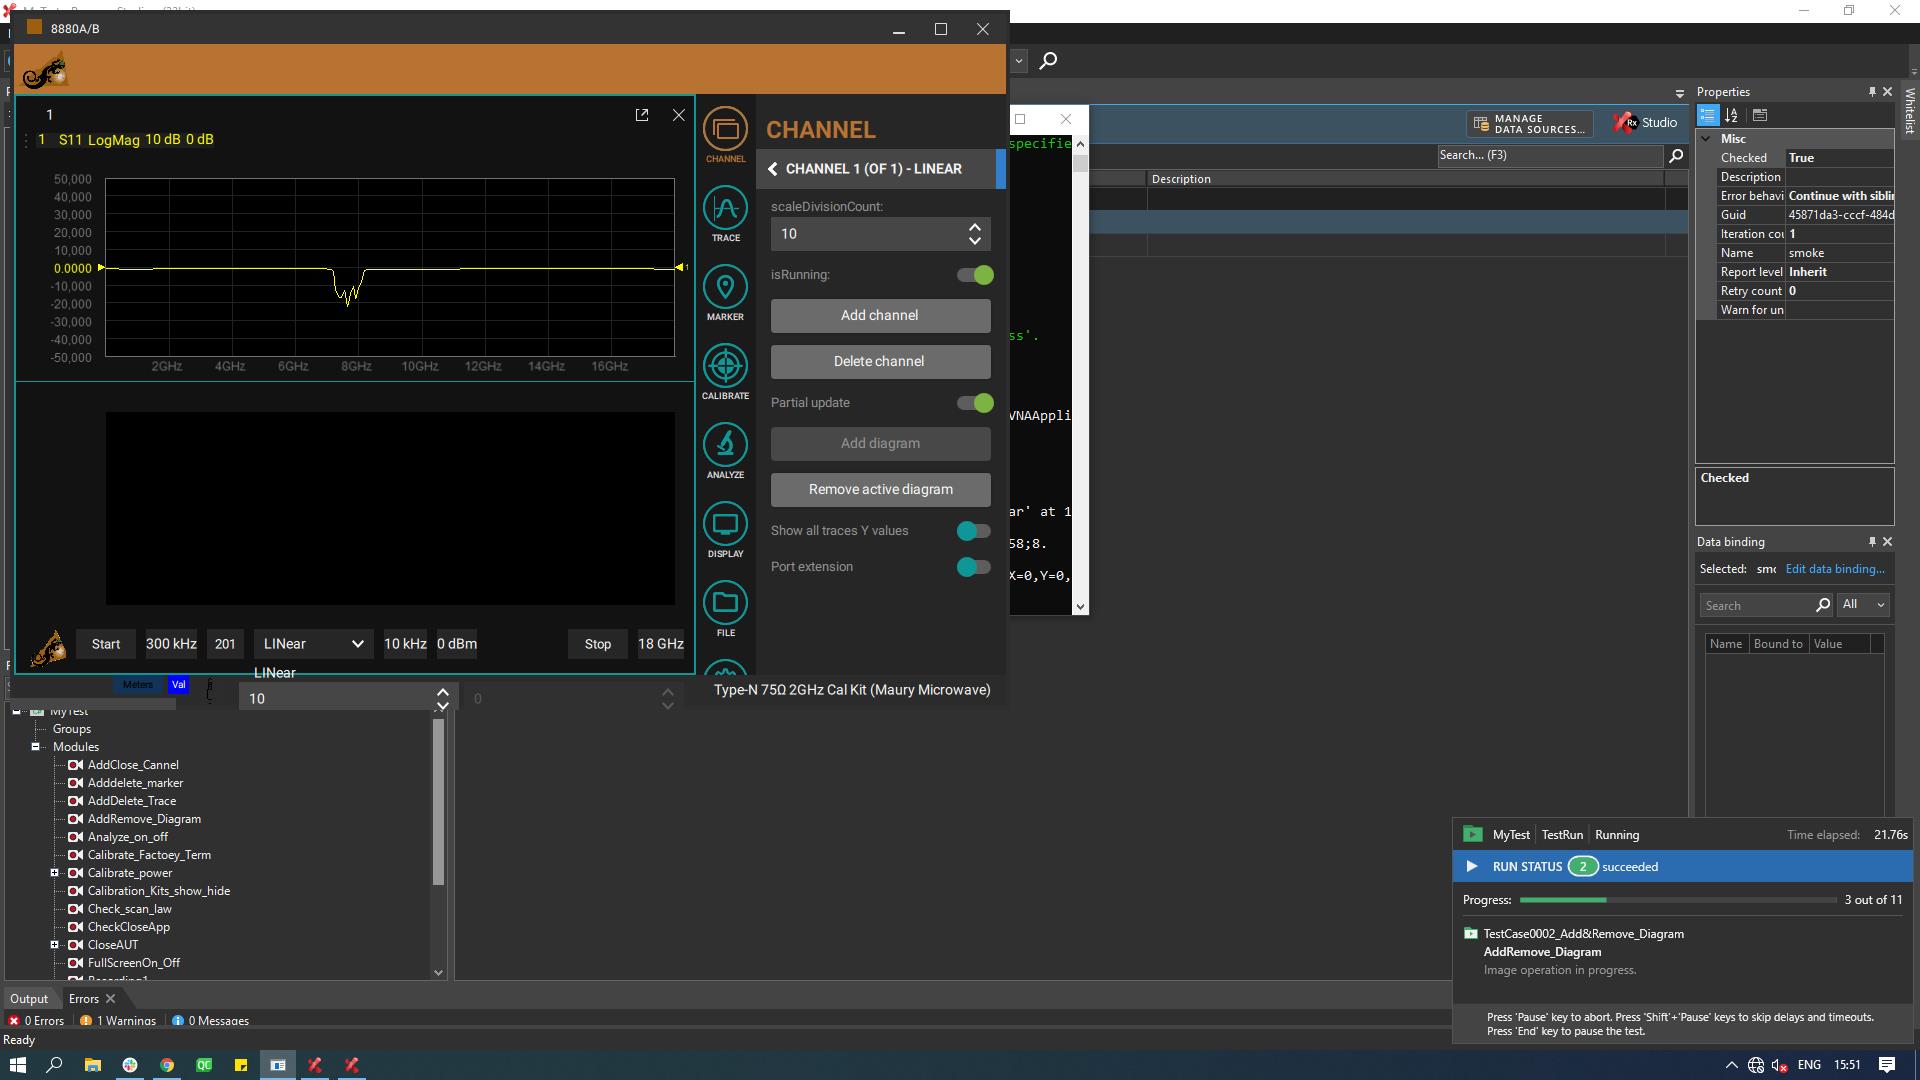 8880A/B
1
1 S11 LogMag 10 dB 0 dB
50,000
40,000
30,000
20,000
10,000
0.0000
-10,000
-20,000
-30,000
-40,000
-50,000
1
2GHz 4GHz 6GHz 8GHz 10GHz 12GHz 14GHz 16GHz
Start 300 kHz 201 LINear 10 kHz 0 dBm Stop 18 GHz
LINear
Meters Val
10
0
Type-N 75Ω 2GHz Cal Kit (Maury Microwave)
CHANNEL
TRACE
MARKER
CALIBRATE
ANALYZE
DISPLAY
FILE
CHANNEL
CHANNEL 1 (OF 1) - LINEAR
scaleDivisionCount:
10
isRunning:
Add channel
Delete channel
Partial update
Add diagram
Remove active diagram
Show all traces Y values
Port extension
specifie
ss'.
VNAAppli
ar' at 1
58;8.
X=0,Y=0,
MANAGE
DATA SOURCES...
Rx Studio
Search... (F3)
Description
Properties
Misc
Checked True
Description
Error behavi Continue with siblin
Guid 45871da3-cccf-484d
Iteration cou 1
Name smoke
Report level Inherit
Retry count 0
Warn for un
Checked
Data binding
Selected: smo Edit data binding...
Search All
Name Bound to Value
Whitelist
MyTest
Groups
Modules
AddClose_Cannel
Adddelete_marker
AddDelete_Trace
AddRemove_Diagram
Analyze_on_off
Calibrate_Factoey_Term
Calibrate_power
Calibration_Kits_show_hide
Check_scan_law
CheckCloseApp
CloseAUT
FullScreenOn_Off
MyTest TestRun Running Time elapsed: 21.76s
RUN STATUS 2 succeeded
Progress: 3 out of 11
TestCase0002_Add&Remove_Diagram
AddRemove_Diagram
Image operation in progress.
Press 'Pause' key to abort. Press 'Shift'+'Pause' keys to skip delays and timeouts.
Press 'End' key to pause the test.
Output Errors
0 Errors 1 Warnings 0 Messages
Ready
QC
ENG 15:51